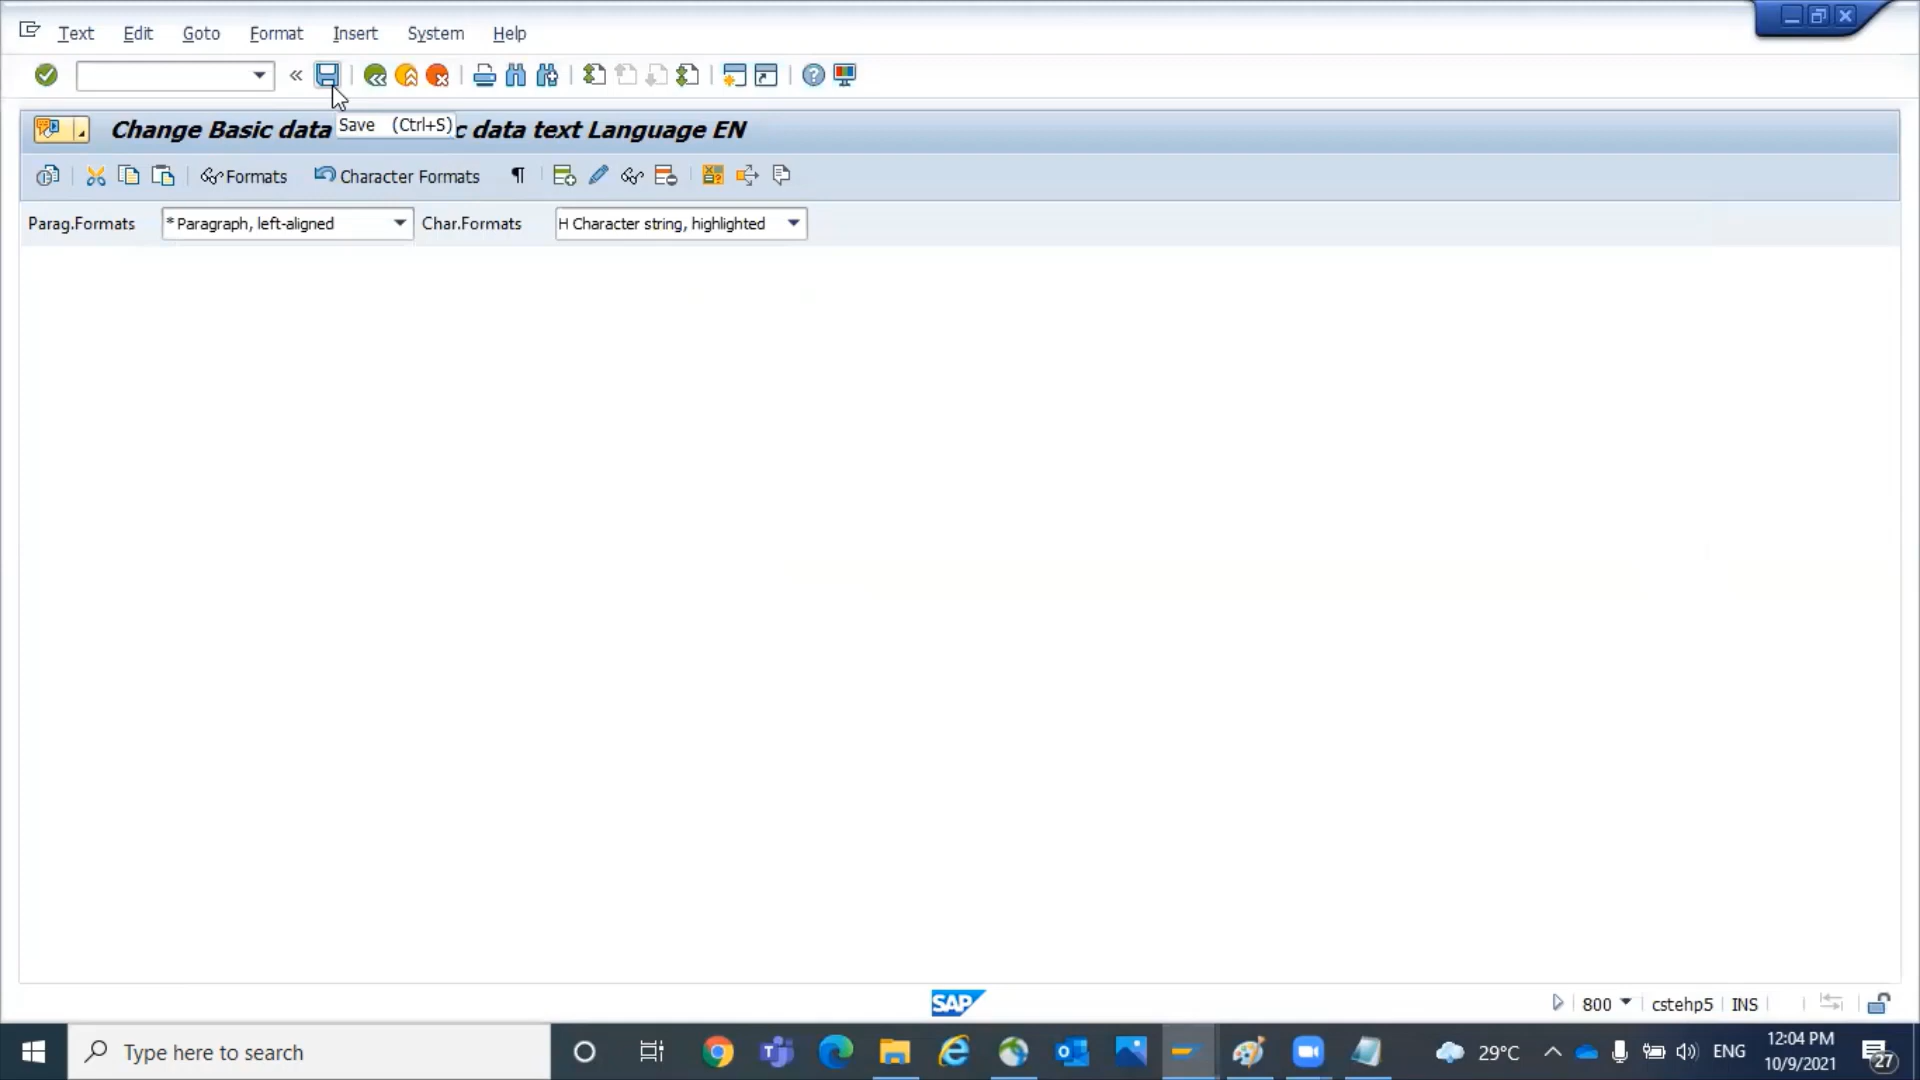 Text Edit Goto Format Insert System Help
Save (Ctrl+S)
Change Basic data c data text Language EN
Formats Character Formats
Parag.Formats * Paragraph, left-aligned Char.Formats H Character string, highlighted
SAP
800 cstehp5 INS
Type here to search
29°C ENG 12:04 PM
10/9/2021 27